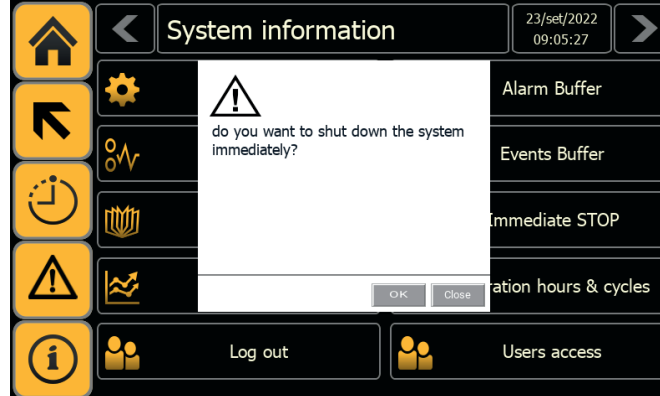 System information
23/set/2022
09:05:27
do you want to shut down the system
immediately?
OK
Close
Alarm Buffer
Events Buffer
Immediate STOP
ration hours & cycles
Log out
Users access